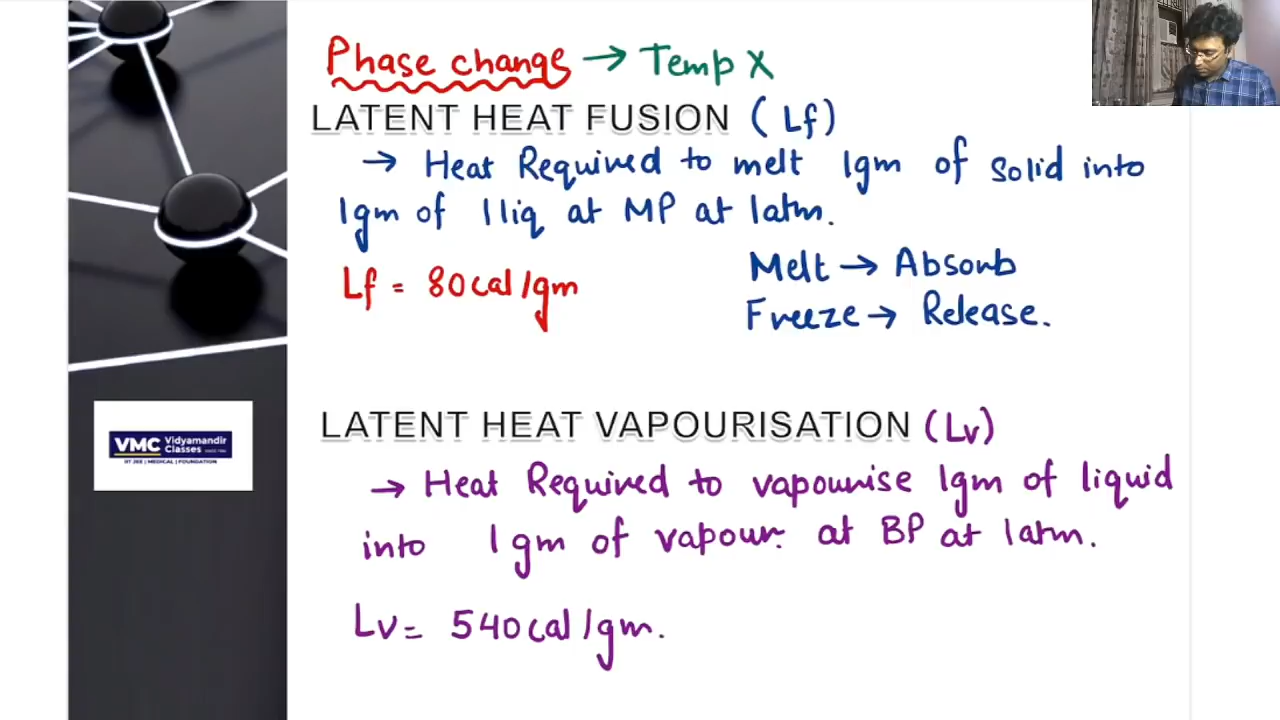 Phase change → Temp X
LATENT HEAT FUSION (Lf)
→ Heat Required to melt 1gm of solid into
1gm of 1liq at MP at 1atm.
Melt → Absorb
Lf = 80cal/gm
Freeze → Release.
VMC Vidyamandir
Classes
IIT JEE | MEDICAL | FOUNDATION
LATENT HEAT VAPOURISATION (Lv)
→ Heat Required to vapourise 1gm of liquid
into 1gm of vapour. at BP at 1atm.
Lv= 540cal/gm.